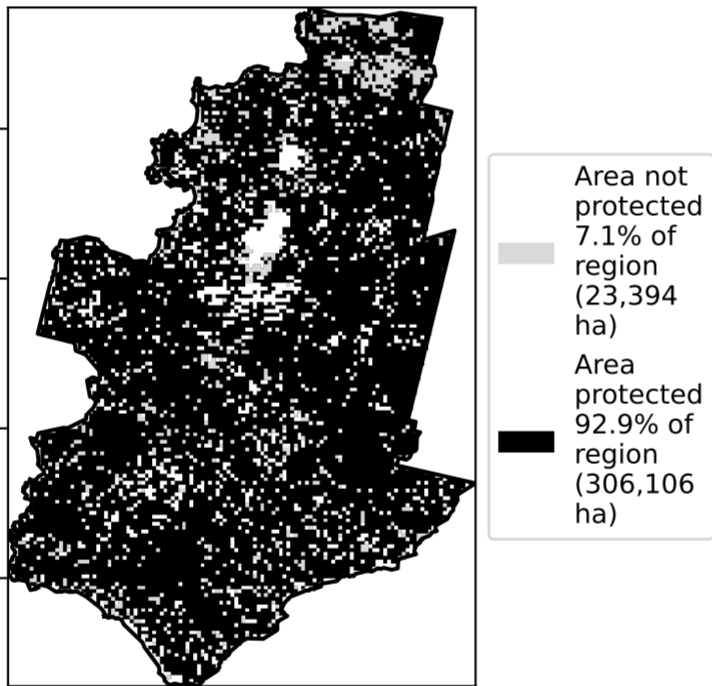 Area not
protected
7.1% of
region
(23,394
ha)
Area
protected
92.9% of
region
(306,106
ha)